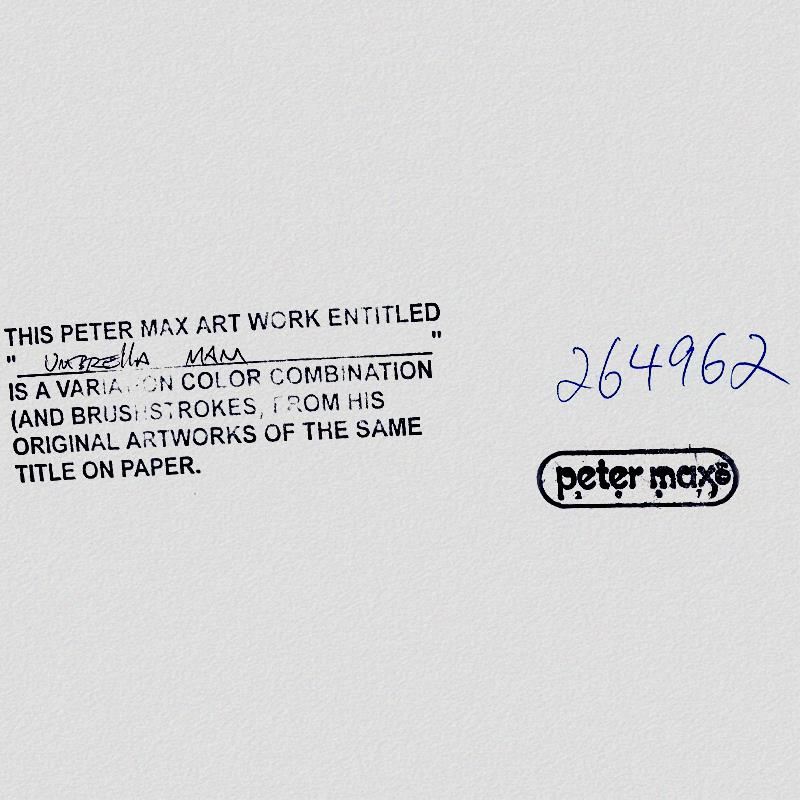 THIS PETER MAX ART WORK ENTITLED
" UMBRELLA MAN "
IS A VARIATION COLOR COMBINATION
(AND BRUSHSTROKES, FROM HIS
ORIGINAL ARTWORKS OF THE SAME
TITLE ON PAPER.
264962
peter max